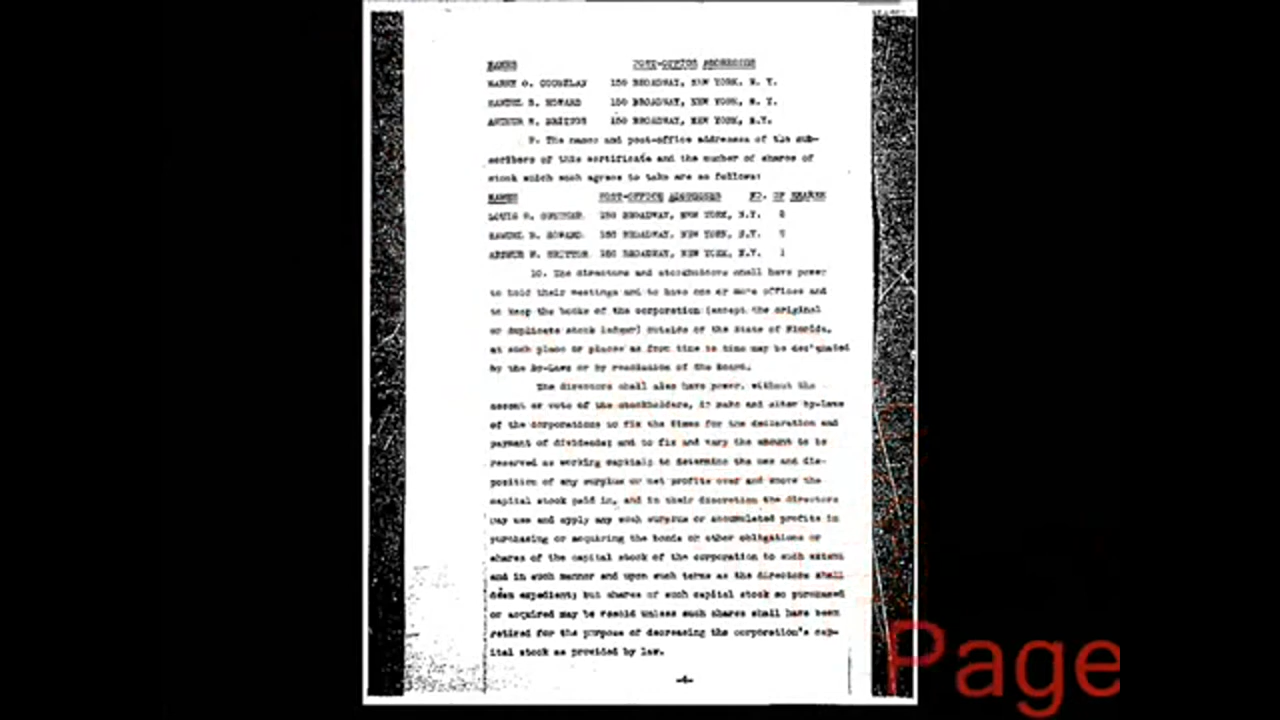 NAMES POST-OFFICE ADDRESSES
HARRY O. 150 BROADWAY, NEW YORK, N. Y.
SAMUEL B. HOWARD 150 BROADWAY, NEW YORK, N. Y.
ARTHUR W. BRITTON 150 BROADWAY, NEW YORK, N.Y.
9. The names and post-office addresses of the sub-
scribers of this certificate and the number of shares of
stock which each agrees to take are as follows:
NAMES POST-OFFICE ADDRESSES NO. OF SHARES
LOUIS 150 BROADWAY, NEW YORK, N.Y.
SAMUEL B. HOWARD 150 BROADWAY, NEW YORK, N.Y.
ARTHUR W. BRITTON 150 BROADWAY, NEW YORK, N.Y. 1
10. The directors and stockholders shall have power
to hold their meetings and to have one or more offices and
to keep the books of the corporation (except the original
or duplicate stock ledger) outside of the State of Florida,
at such place or places as from time to time may be designated
by the By-Laws or by resolution of the Board.
The directors shall also have power, without the
assent or vote of the stockholders, to make and alter by-laws
of the corporation; to fix the times for the declaration and
payment of dividends; and to fix and vary the amount to be
reserved as working capital; to determine the use and dis-
position of any surplus or net profits over and above the
capital stock paid in, and in their discretion the directors
may use and apply any such surplus or accumulated profits in
purchasing or acquiring the bonds or other obligations or
shares of the capital stock of the corporation to such extent
and in such manner and upon such terms as the directors shall
deem expedient; but shares of such capital stock so purchased
or acquired may be resold unless such shares shall have been
retired for the purpose of decreasing the corporation's cap-
ital stock as provided by law.
-4-
Page